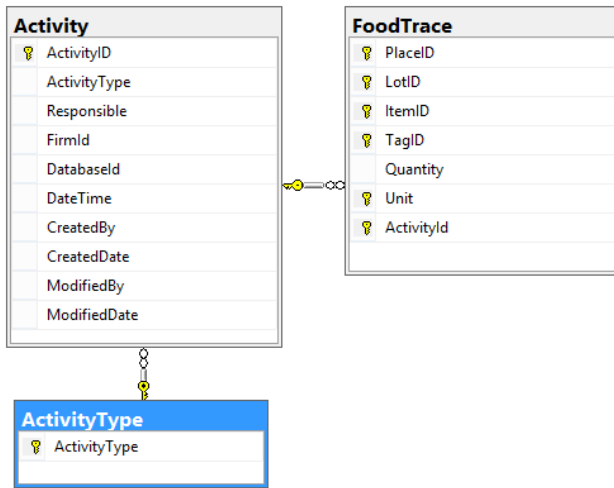 Activity
ActivityID
ActivityType
Responsible
FirmId
DatabaseId
DateTime
CreatedBy
CreatedDate
ModifiedBy
ModifiedDate
FoodTrace
PlaceID
LotID
ItemID
TagID
Quantity
Unit
ActivityId
ActivityType
ActivityType